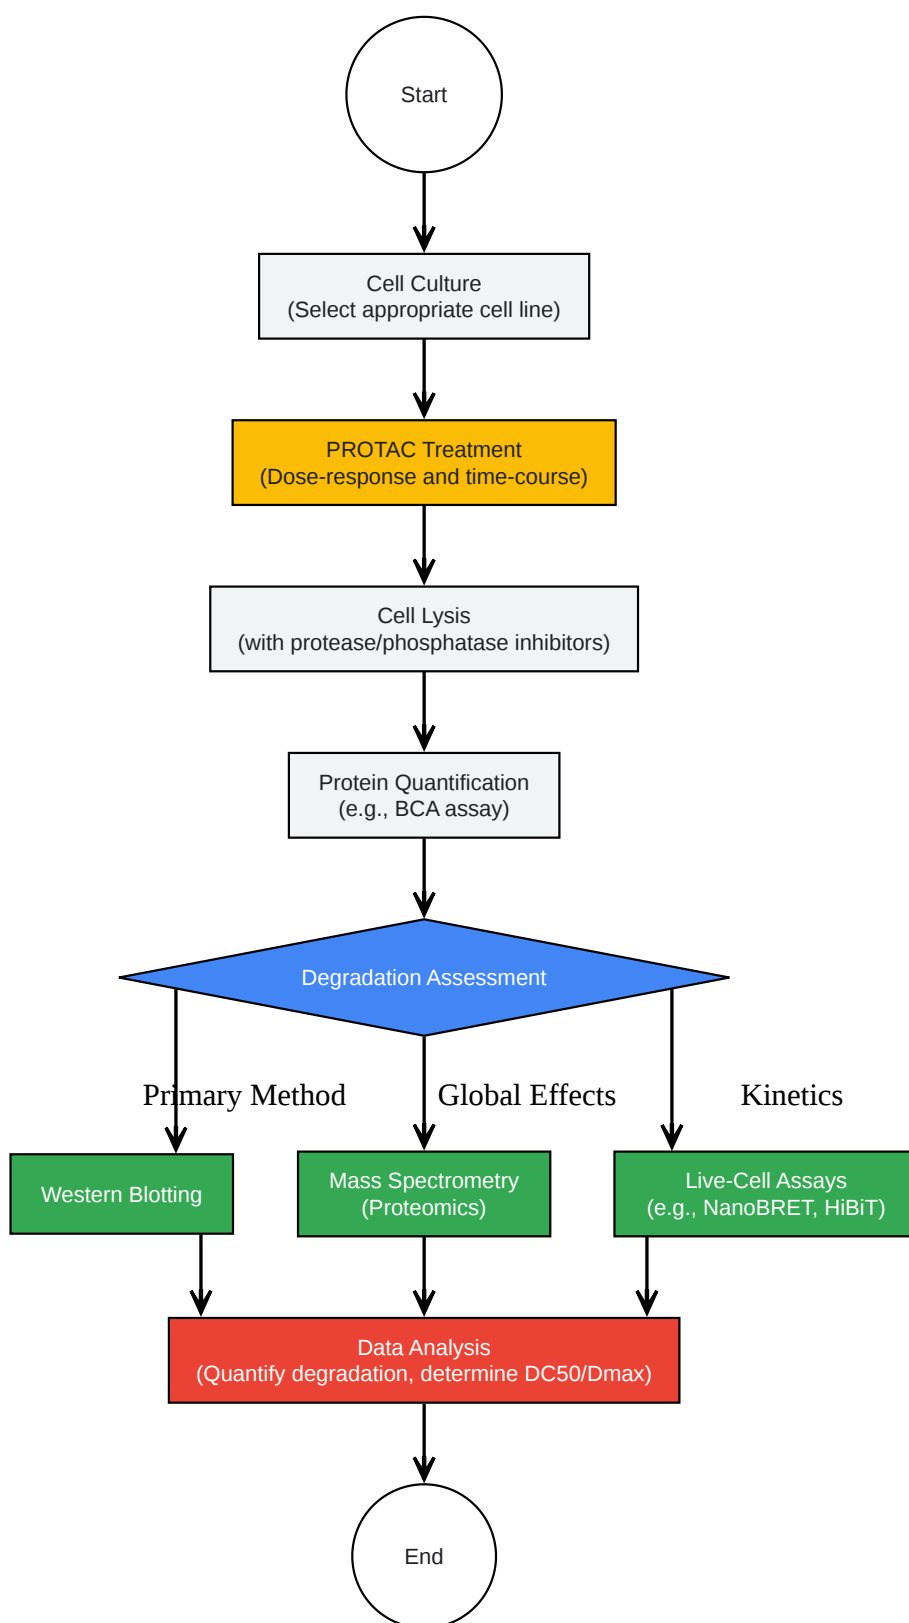 Start
Cell Culture
(Select appropriate cell line)
PROTAC Treatment
(Dose-response and time-course)
Cell Lysis
(with protease/phosphatase inhibitors)
Protein Quantification
(e.g., BCA assay)
Degradation Assessment
Primary Method
Global Effects
Kinetics
Western Blotting
Mass Spectrometry
(Proteomics)
Live-Cell Assays
(e.g., NanoBRET, HiBiT)
Data Analysis
(Quantify degradation, determine DC50/Dmax)
End